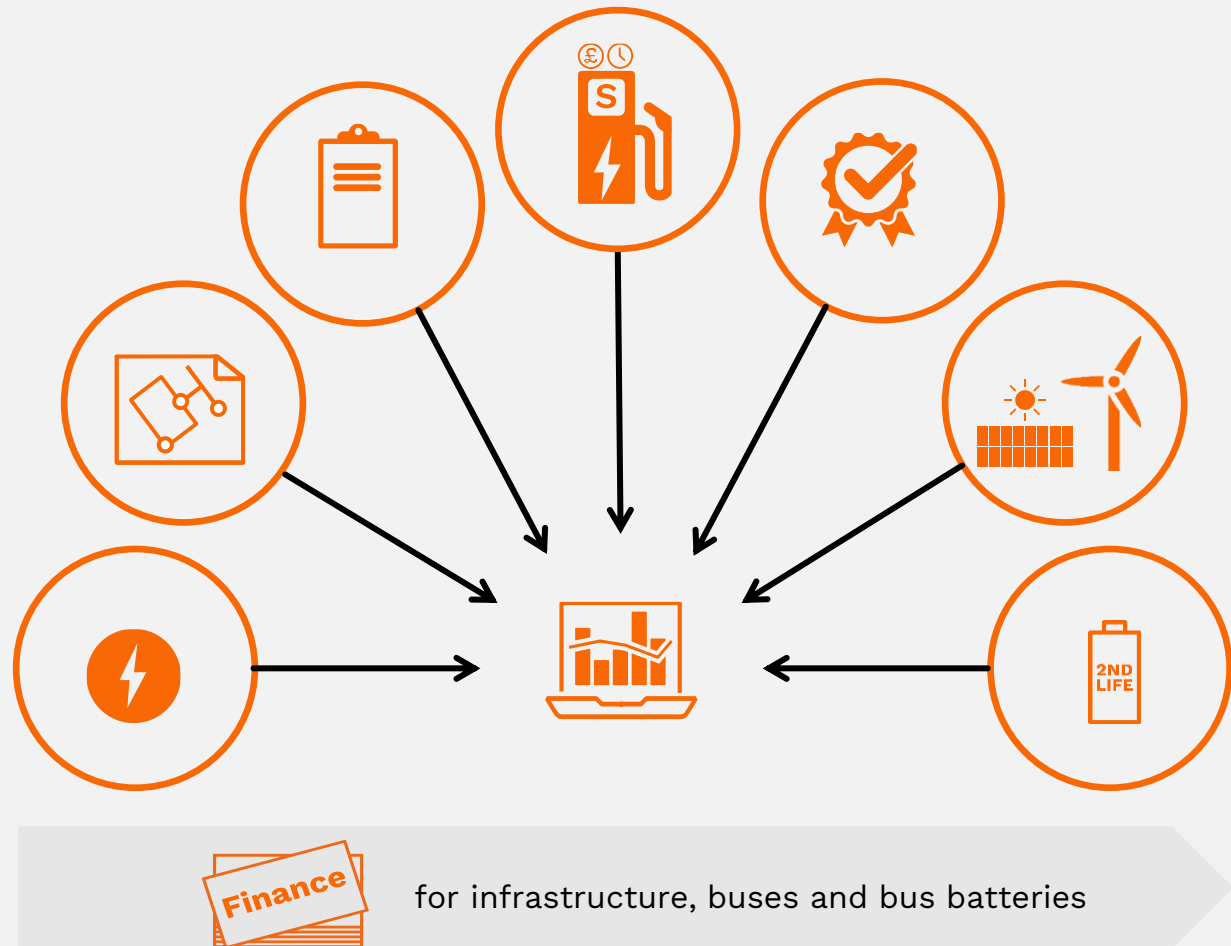 £
S
2ND
LIFE
Finance
for infrastructure, buses and bus batteries